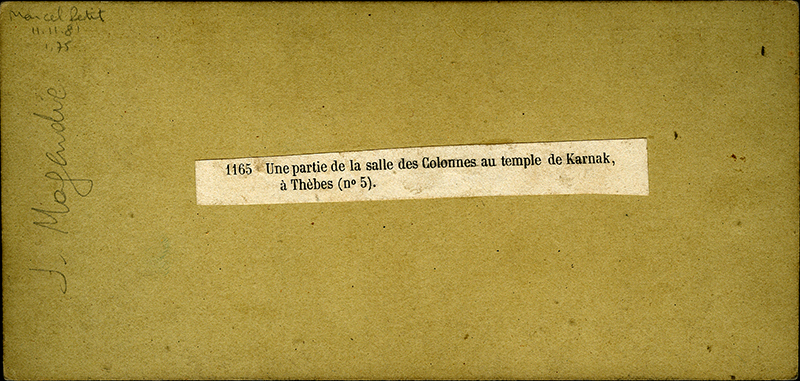 Marcel Petit
11.11.81
1.75
J. Magendie
1165 Une partie de la salle des Colonnes au temple de Karnak,
à Thèbes (nº 5).